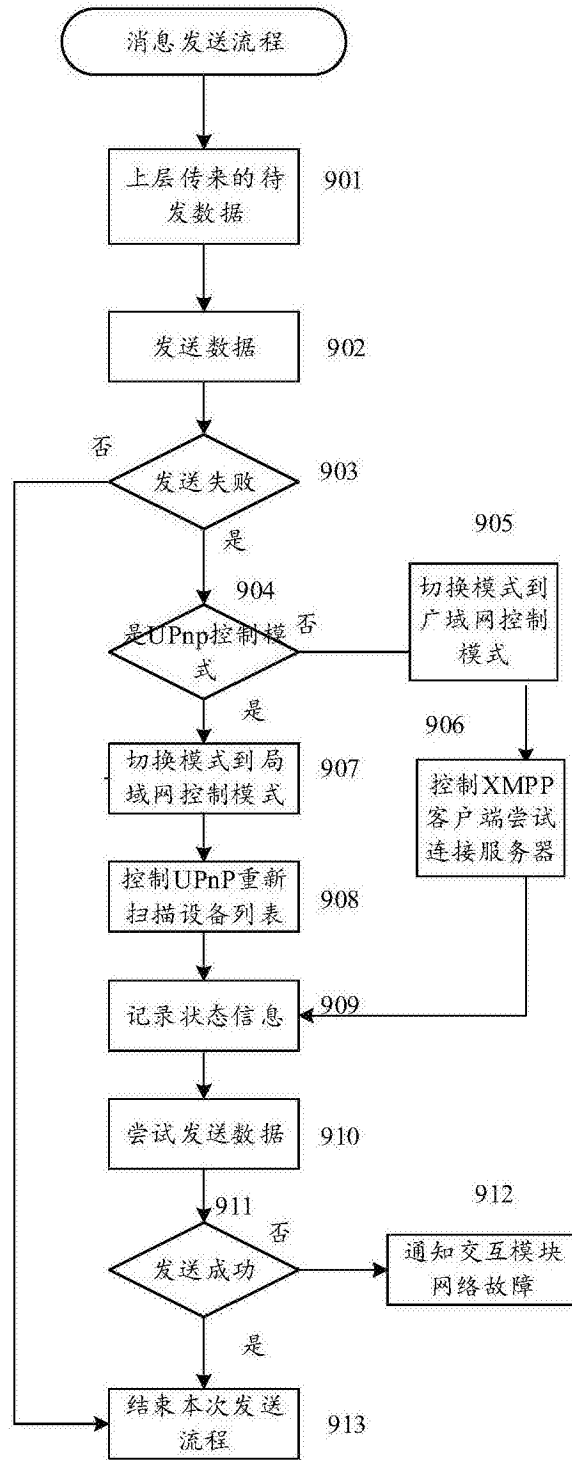 消息发送流程
上层传来的待
发数据
901
发送数据
902
否
发送失败
903
是
904
是UPnp控制模
式
否
905
切换模式到
广域网控制
模式
是
906
切换模式到局
域网控制模式
907
控制XMPP
客户端尝试
连接服务器
控制UPnP重新
扫描设备列表
908
记录状态信息
909
尝试发送数据
910
911
发送成功
否
912
通知交互模块
网络故障
是
结束本次发送
流程
913